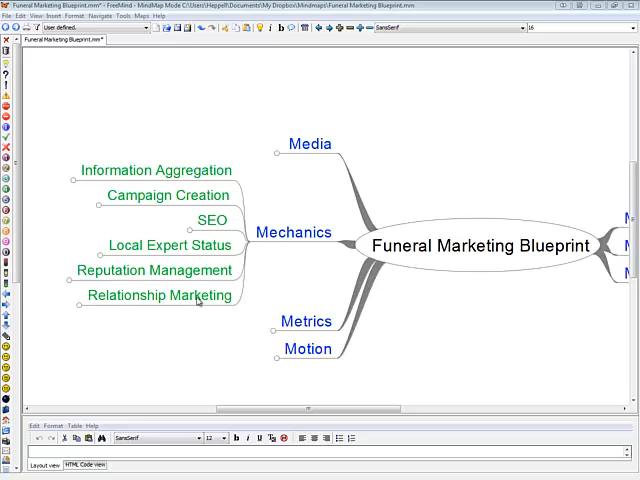 Funeral Marketing Blueprint.mm* - FreeMind - MindMap Mode C:\Users\Heppell\Documents\My Dropbox\Mindmaps\Funeral Marketing Blueprint.mm
File Edit View Insert Format Navigate Tools Maps Help
User defined.
SansSerif
16
Funeral Marketing Blueprint.mm*
Media
Information Aggregation
Campaign Creation
SEO
Mechanics
Local Expert Status
Funeral Marketing Blueprint
Reputation Management
Relationship Marketing
Metrics
Motion
M
M
M
Edit Format Table Help
SansSerif
12
Layout view
HTML Code view